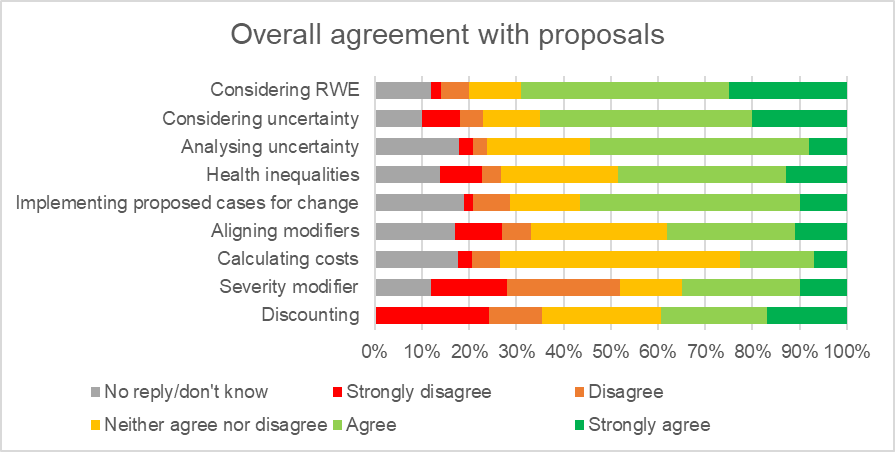 Overall agreement with proposals
Considering RWE
Considering uncertainty
Analysing uncertainty
Health inequalities
Implementing proposed cases for change
Aligning modifiers
Calculating costs
Severity modifier
Discounting
0% 10% 20% 30% 40% 50% 60% 70% 80% 90% 100%
No reply/don't know Strongly disagree Disagree
Neither agree nor disagree Agree Strongly agree